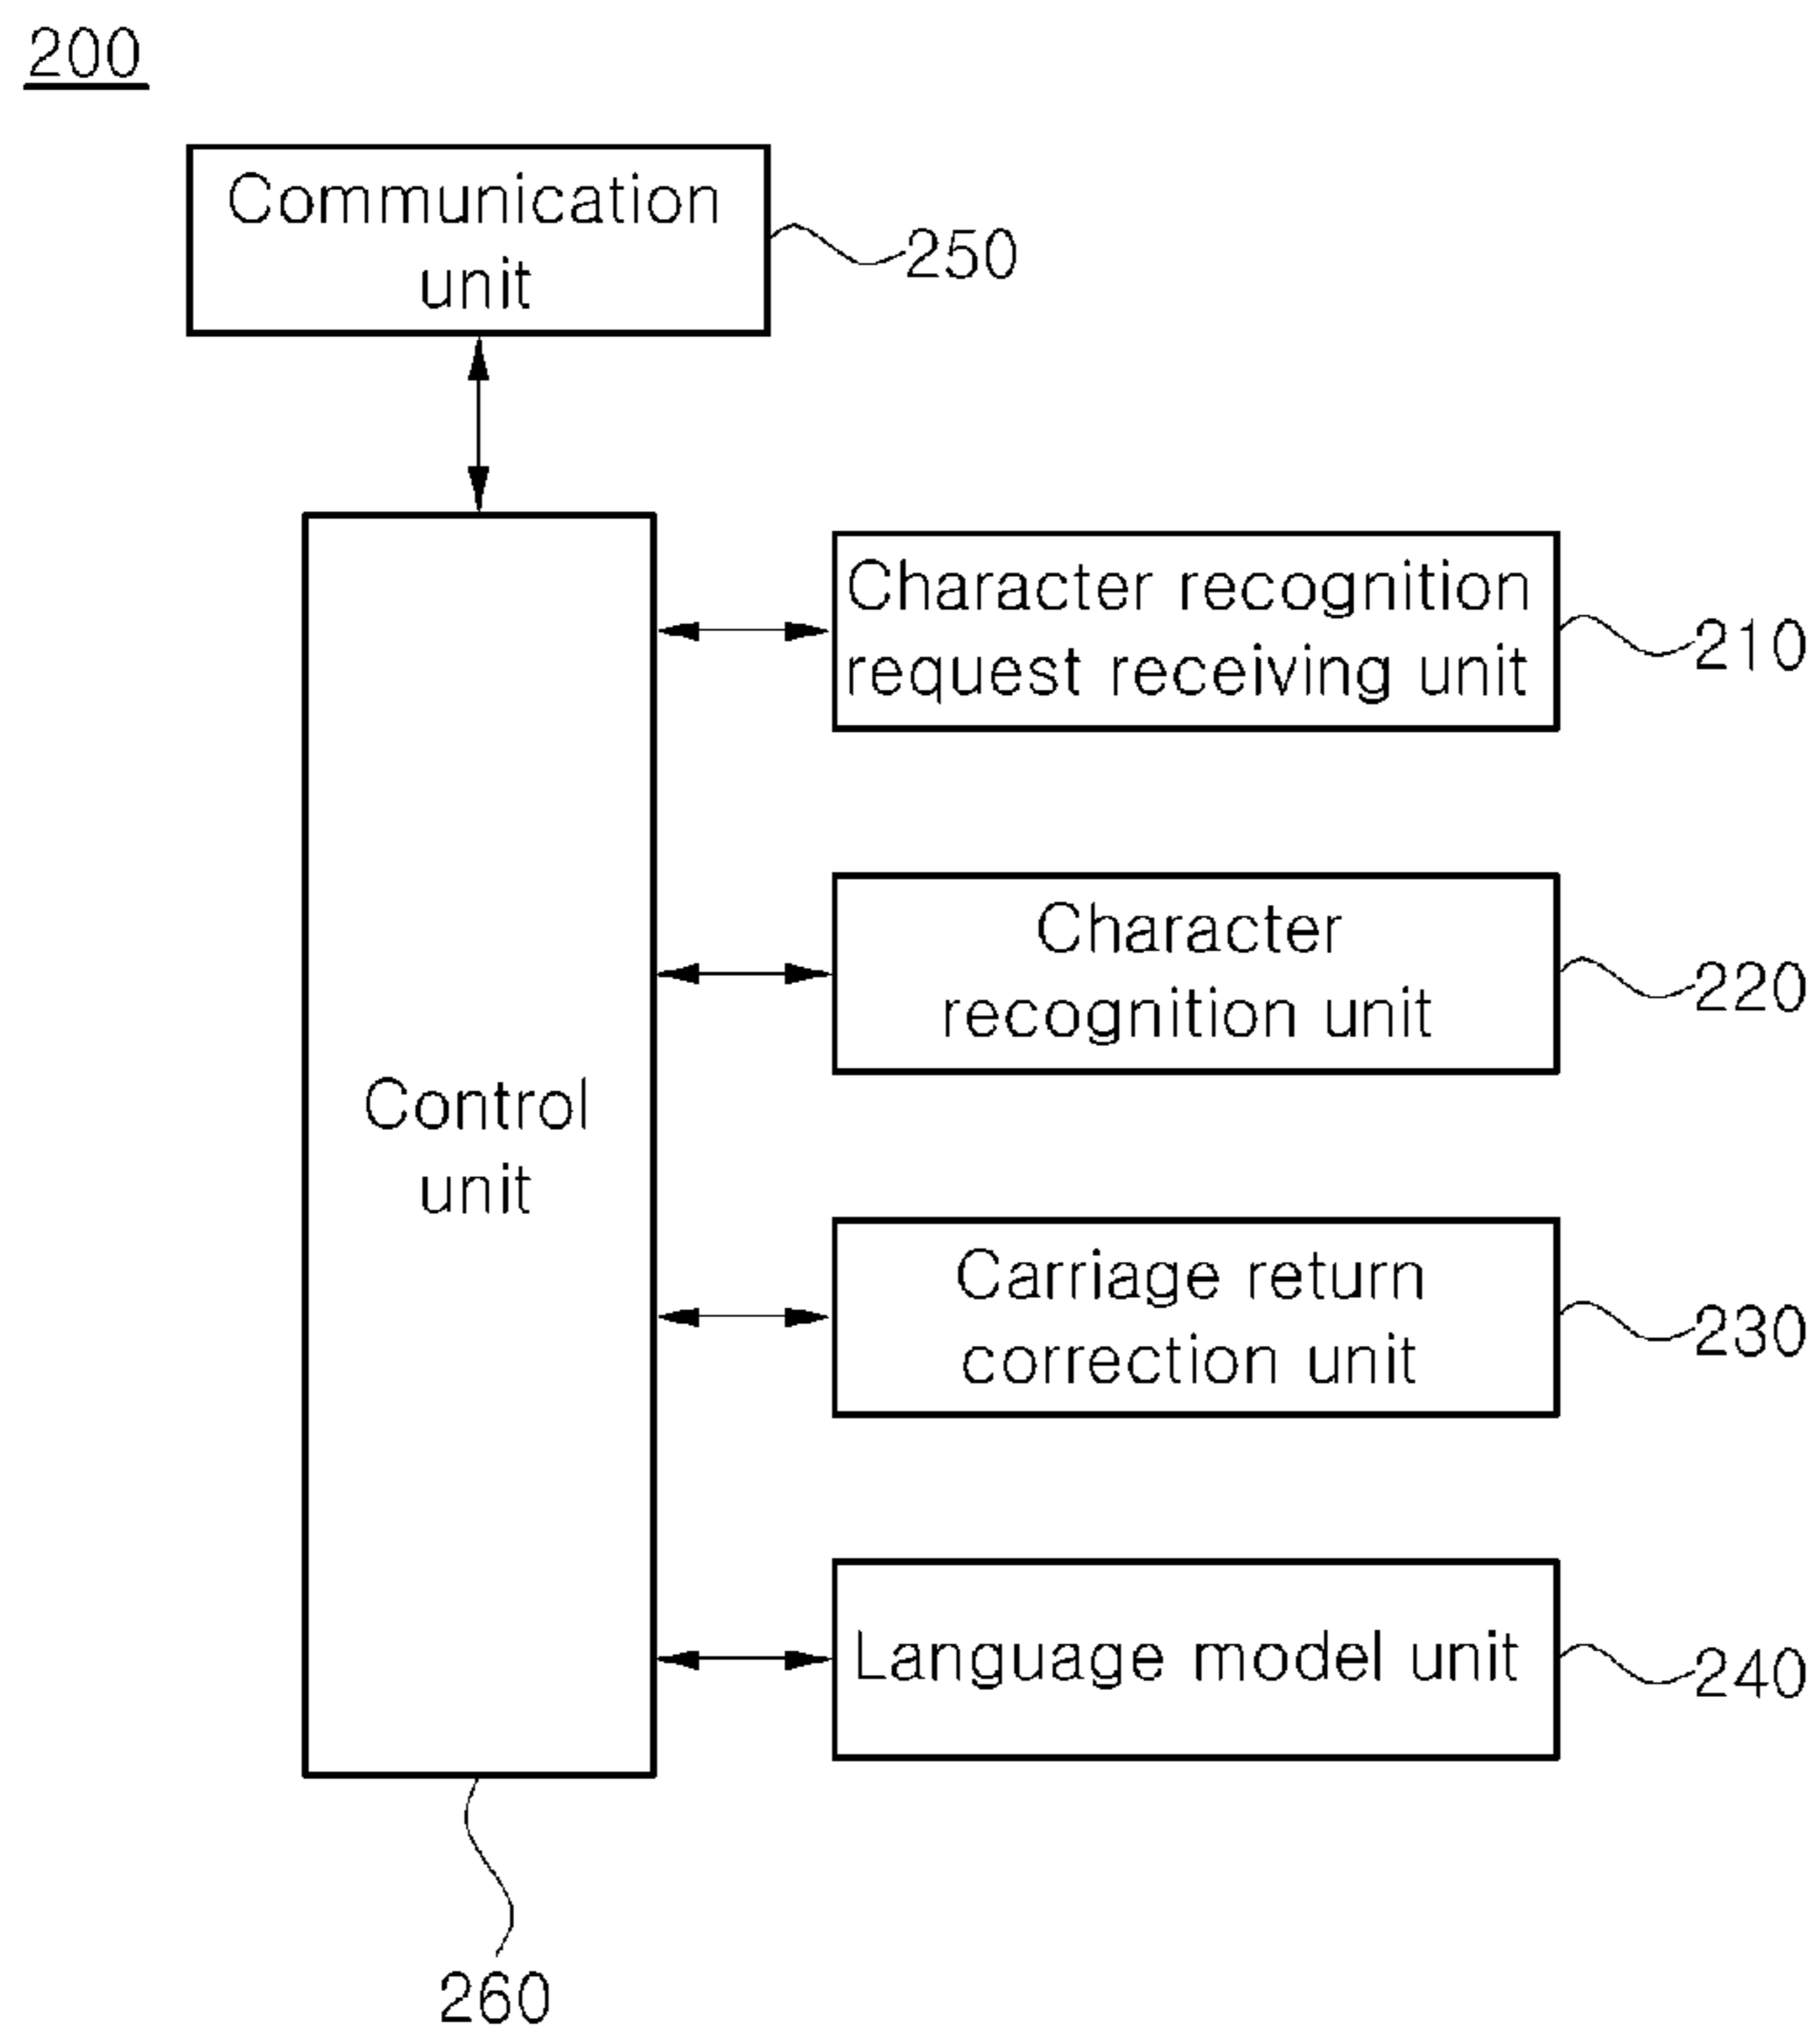 200
Communication
unit
250
Character recognition
request receiving unit
210
Character
recognition unit
220
Control
unit
Carriage return
correction unit
230
Language model unit
240
260